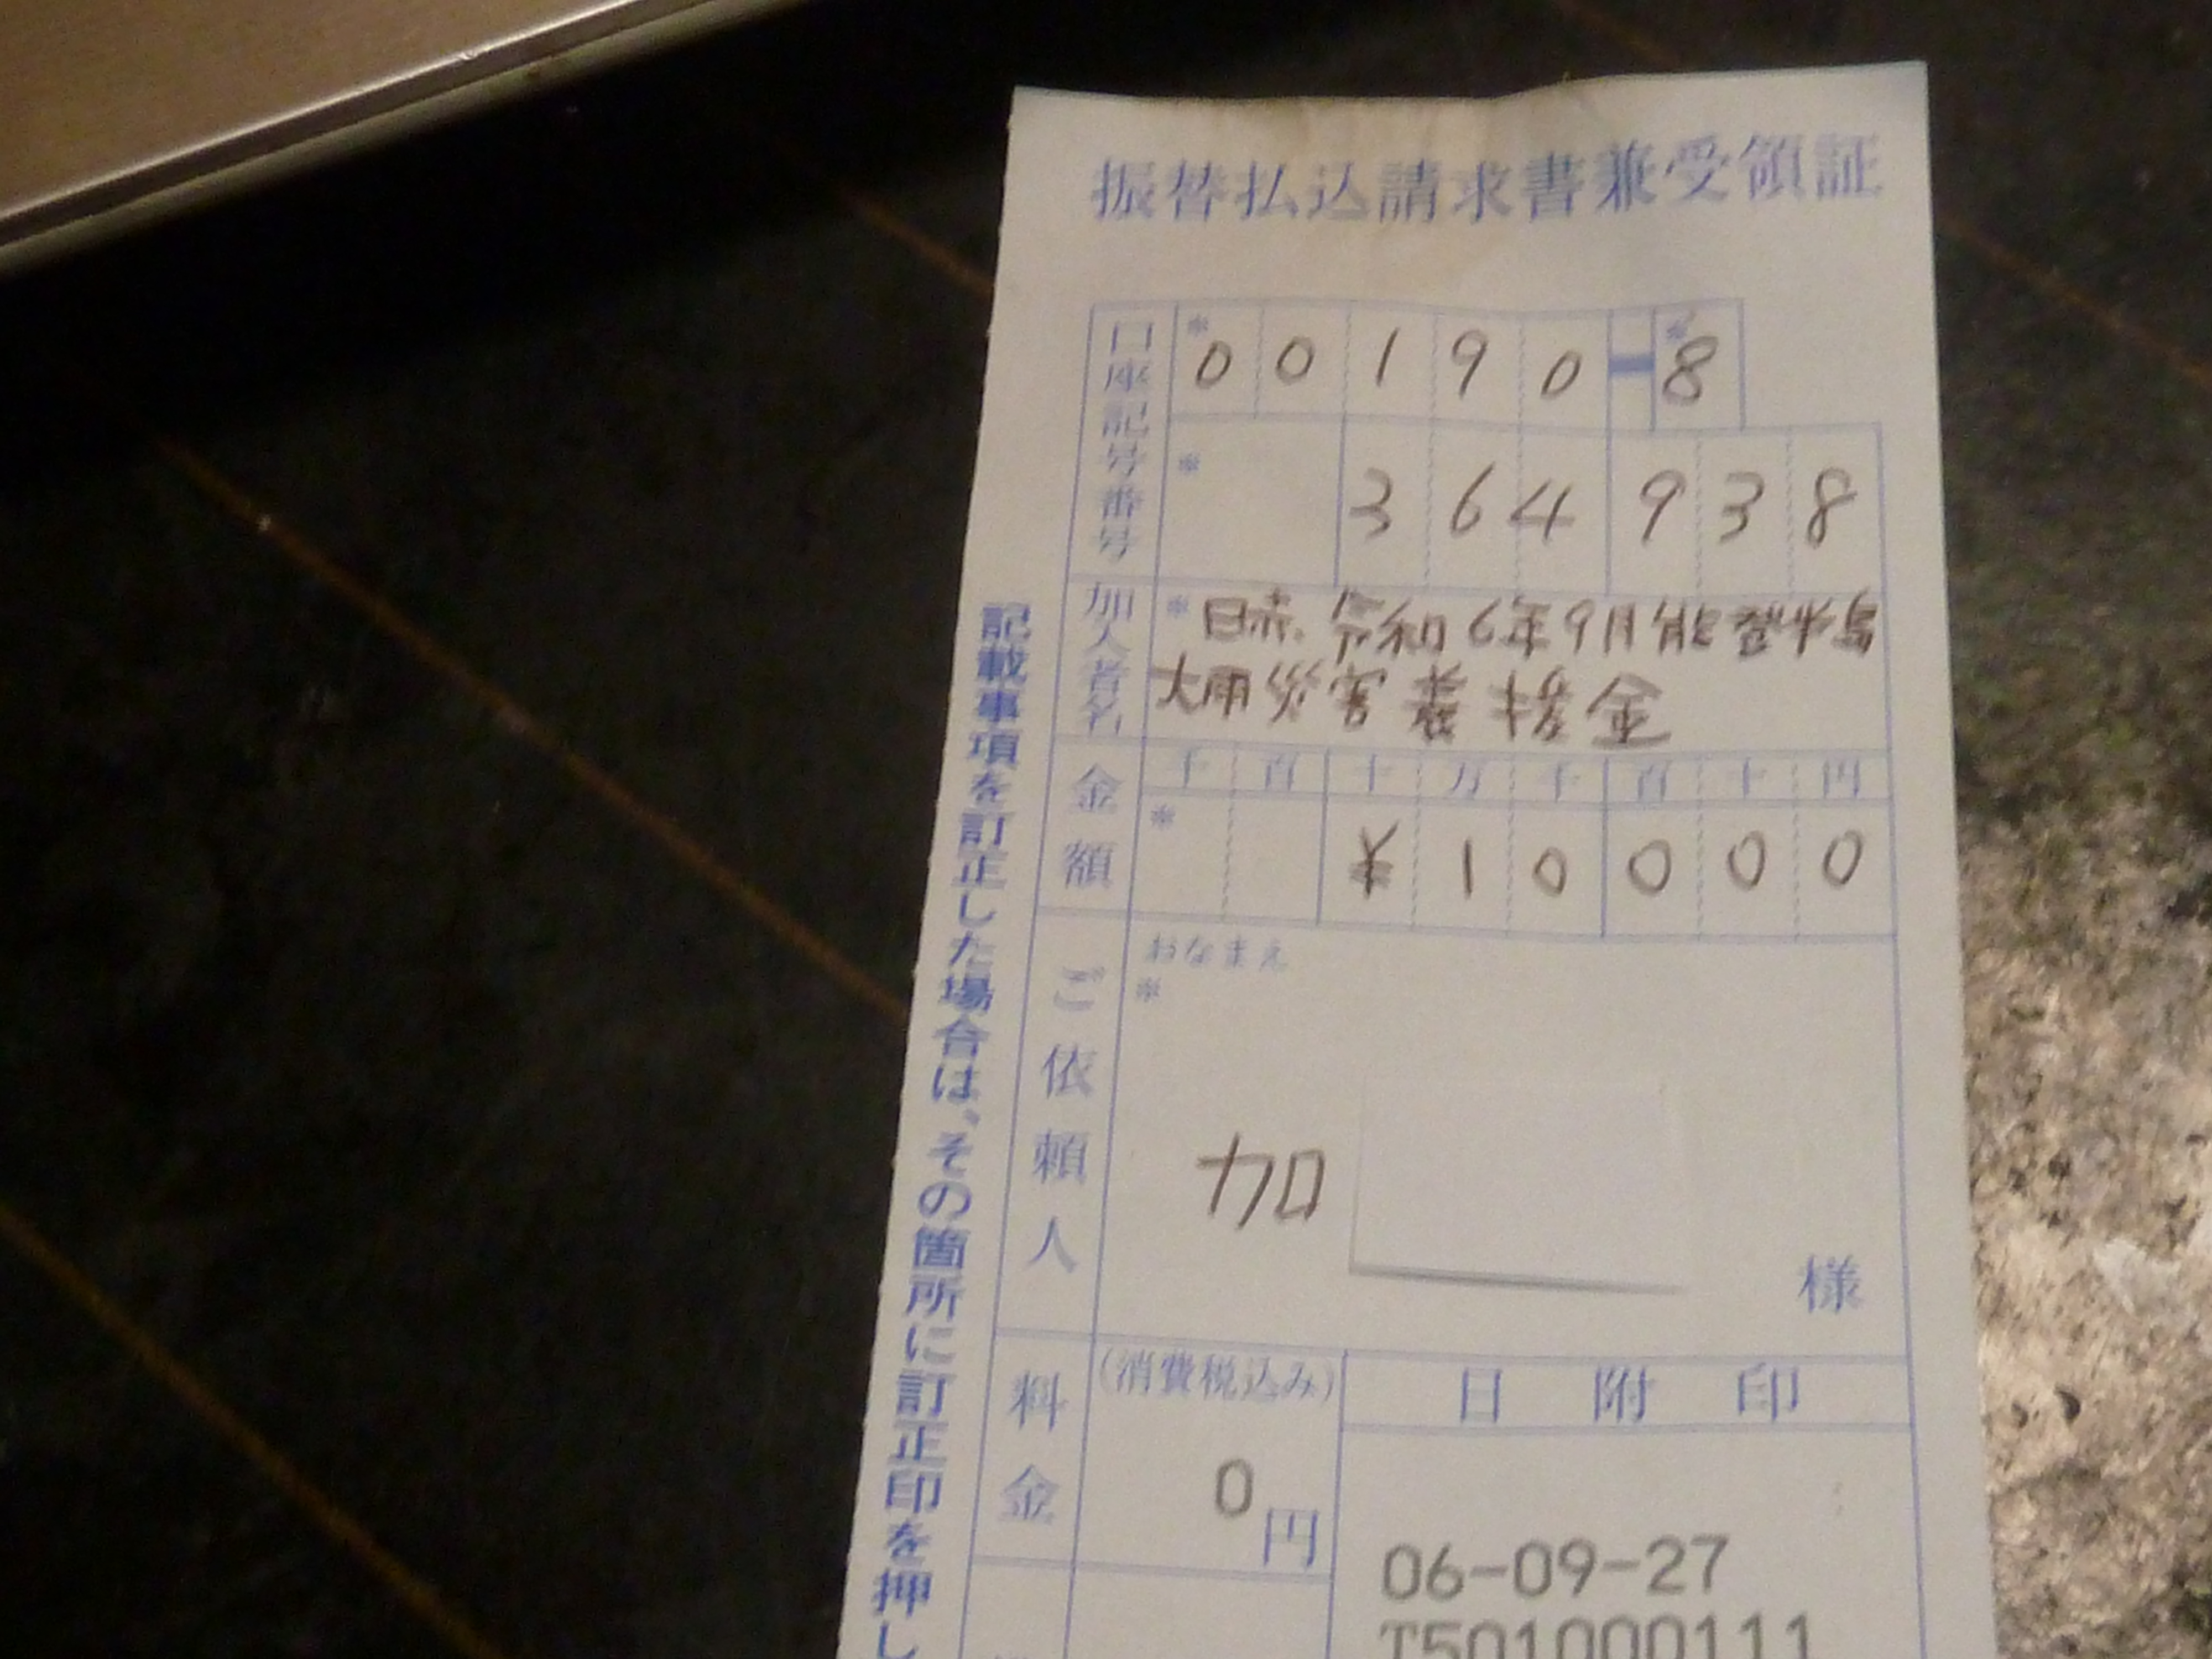 振替払込請求書兼受領証
口座記号番号
*00190-*8
*364938
加入者名
*日赤令和6年9月能登半島
大雨災害義援金
金額
千百十万千百十円
*¥10000
ご依頼人
おなまえ
*
加
様
料金
(消費税込み)
0円
日附印
06-09-27
T501000111
記載事項を訂正した場合は、その箇所に訂正印を押し